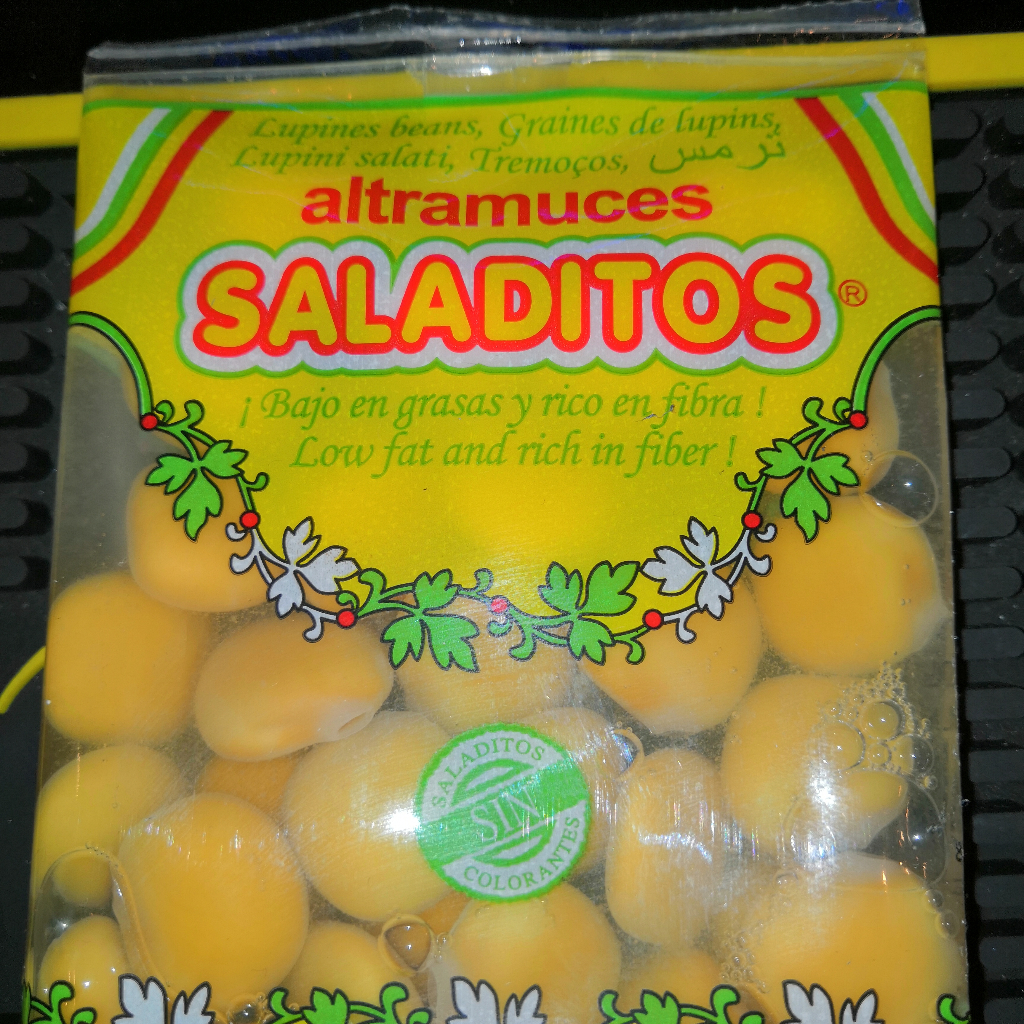 Lupines beans, Graines de lupins,
Lupini salati, Tremoços, تُرمس
altramuces
SALADITOS®
¡ Bajo en grasas y rico en fibra !
Low fat and rich in fiber !
SALADITOS
SIN
COLORANTES